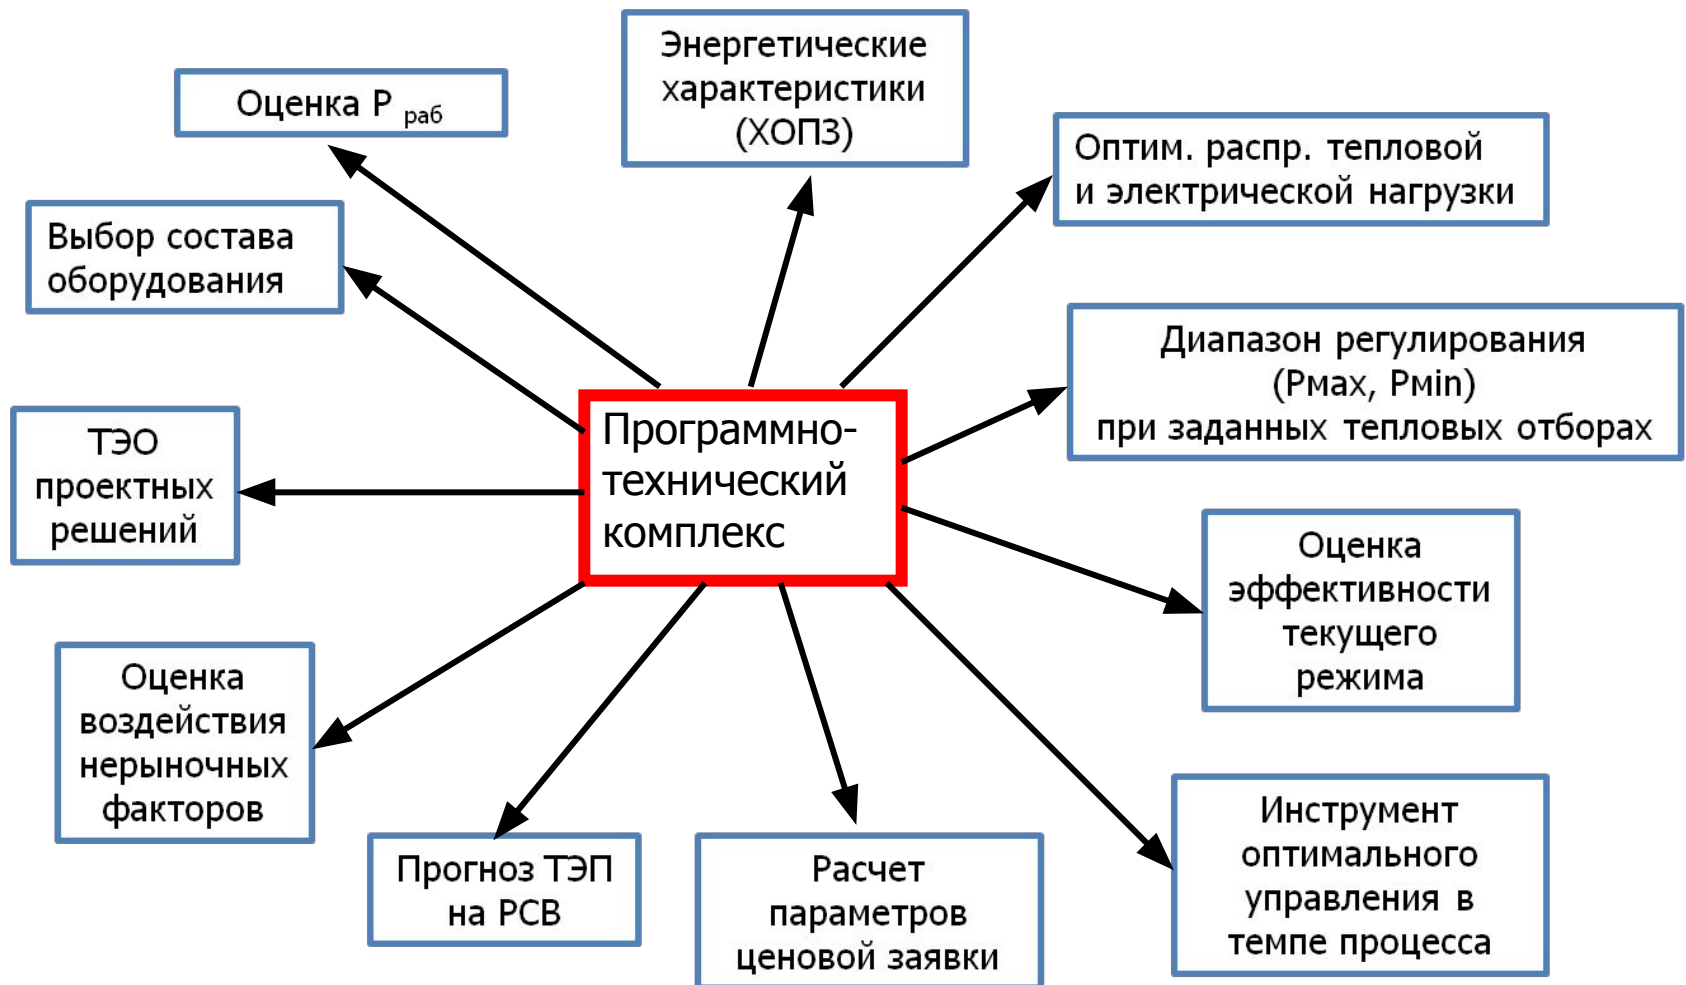 Энергетические
характеристики
(ХОПЗ)
Оценка Р раб
Оптим. распр. тепловой
и электрической нагрузки
Выбор состава
оборудования
Диапазон регулирования
(Рмах, Рмin)
при заданных тепловых отборах
Программно-
технический
комплекс
ТЭО
проектных
решений
Оценка
эффективности
текущего
режима
Оценка
воздействия
нерыночных
факторов
Прогноз ТЭП
на РСВ
Расчет
параметров
ценовой заявки
Инструмент
оптимального
управления в
темпе процесса